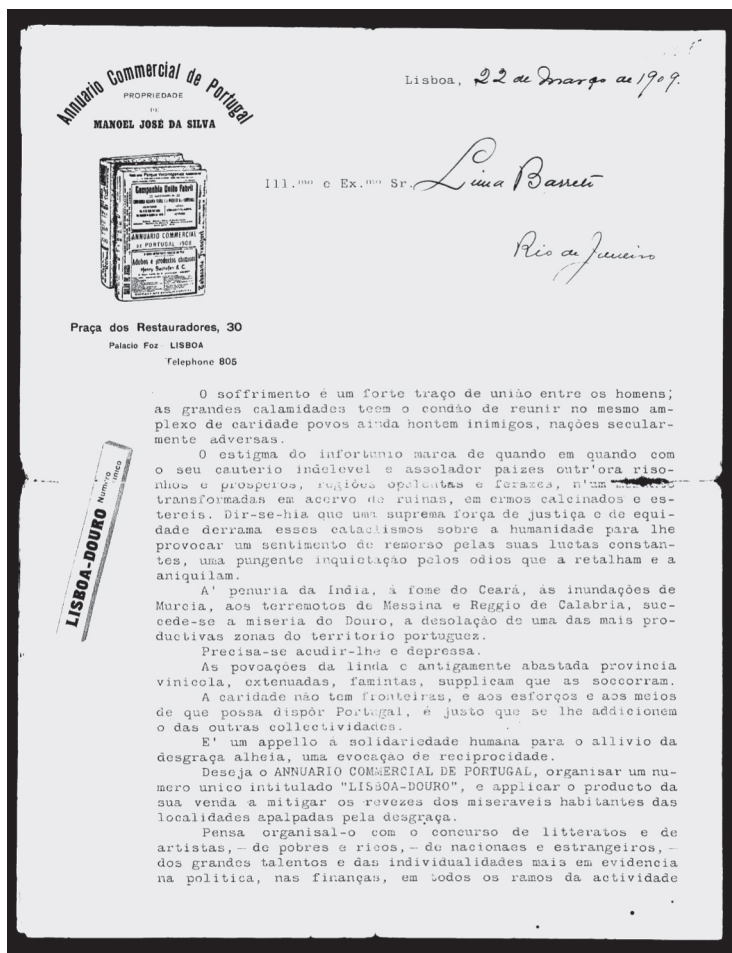 Annuario Commercial de Portugal
PROPRIEDADE
DE
MANOEL JOSÉ DA SILVA
Lisboa, 22 de Março de 1909.
Ill.mo e Ex.mo Sr. Lima Barreto
Rio de Janeiro
Companhia União Fabril
ANNUARIO COMMERCIAL
DE PORTUGAL 1908
Adubos e productos chimicos
Praça dos Restauradores, 30
Palacio Foz LISBOA
Telephone 805
LISBOA-DOURO Numero unico
O soffrimento é um forte traço de união entre os homens;
as grandes calamidades teem o condão de reunir no mesmo am-
plexo de caridade povos ainda hontem inimigos, nações secular-
mente adversas.
O estigma do infortunio marca de quando em quando com
o seu cauterio indelevel e assolador paizes outr'ora riso-
nhos e prosperos, regiões opulentas e ferazes, n'um
transformadas em acervo de ruinas, em ermos calcinados e es-
tereis. Dir-se-hia que uma suprema força de justiça e de equi-
dade derrama esses cataclismos sobre a humanidade para lhe
provocar um sentimento de remorso pelas suas luctas constan-
tes, uma pungente inquietação pelos odios que a retalham e a
aniquilam.
A' penuria da India, á fome do Ceará, ás inundações de
Murcia, aos terremotos de Messina e Reggio de Calabria, suc-
cede-se a miseria do Douro, a desolação de uma das mais pro-
ductivas zonas do territorio portuguez.
Precisa-se acudir-lhe e depressa.
As povoações da linda e antigamente abastada provincia
vinicola, extenuadas, famintas, supplicam que as soccorram.
A caridade não tem fronteiras, e aos esforços e aos meios
de que possa dispôr Portugal, é justo que se lhe addicionem
o das outras collectividades.
E' um appello á solidariedade humana para o allivio da
desgraça alheia, uma evocação de reciprocidade.
Deseja o ANNUARIO COMMERCIAL DE PORTUGAL, organisar um nu-
mero unico intitulado "LISBOA-DOURO", e applicar o producto da
sua venda a mitigar os revezes dos miseraveis habitantes das
localidades apalpadas pela desgraça.
Pensa organisal-o com o concurso de litteratos e de
artistas, — de pobres e ricos, — de nacionaes e estrangeiros, —
dos grandes talentos e das individualidades mais em evidencia
na politica, nas finanças, em todos os ramos da actividade